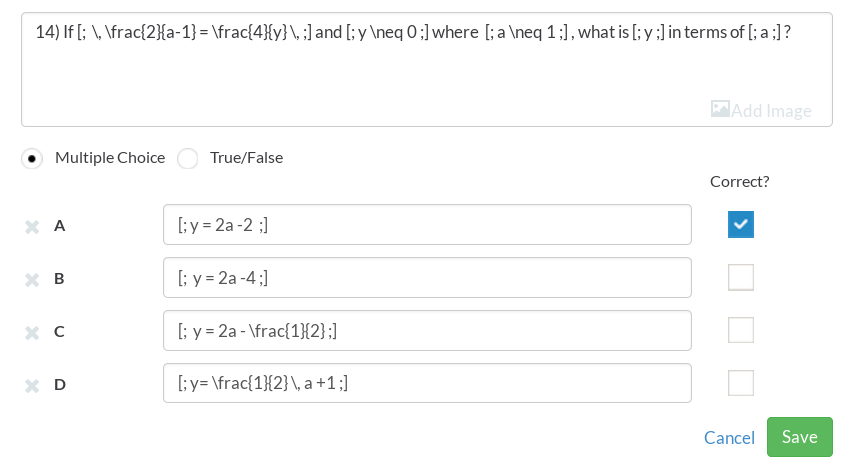 14) If [;  \, \frac{2}{a-1} = \frac{4}{y} \, ;] and [; y \neq 0 ;] where  [; a \neq 1 ;] , what is [; y ;] in terms of [; a ;] ?
Add Image
Multiple Choice True/False
Correct?
A [; y = 2a -2  ;]
B [;  y = 2a -4 ;]
C [;  y = 2a - \frac{1}{2} ;]
D [; y= \frac{1}{2} \, a +1 ;]
Cancel Save